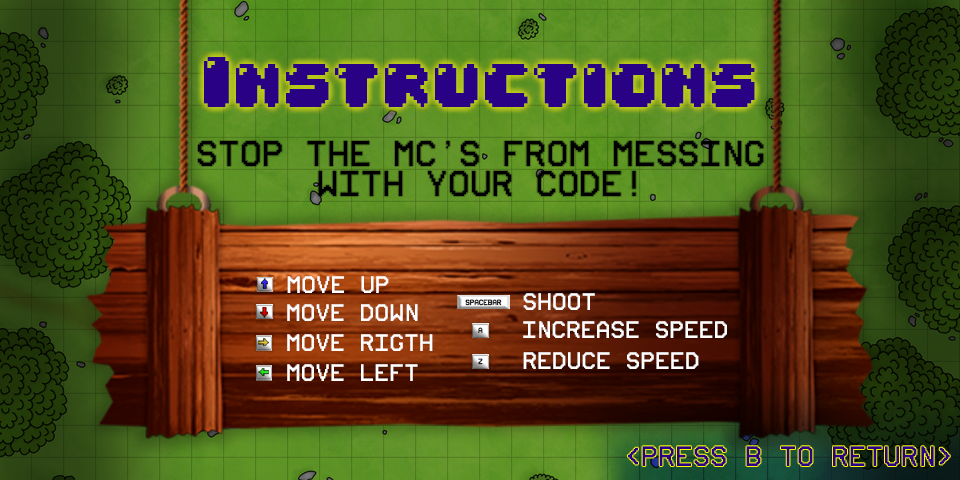 Instructions
STOP THE MC'S FROM MESSING
WITH YOUR CODE!
MOVE UP
MOVE DOWN
MOVE RIGTH
MOVE LEFT
SPACEBAR SHOOT
A INCREASE SPEED
Z REDUCE SPEED
<PRESS B TO RETURN>